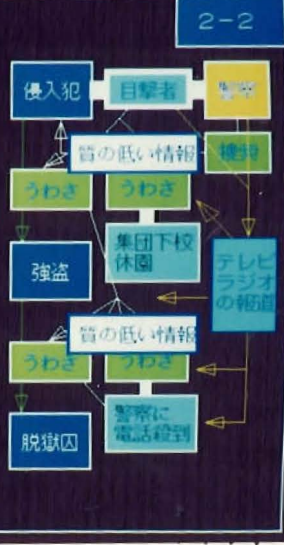 2-2
侵入犯
目撃者
警察
質の低い情報
捜査
うわさ
うわさ
集団下校
休園
強盗
テレビ
ラジオ
の報道
質の低い情報
うわさ
うわさ
脱獄囚
警察に
電話殺到